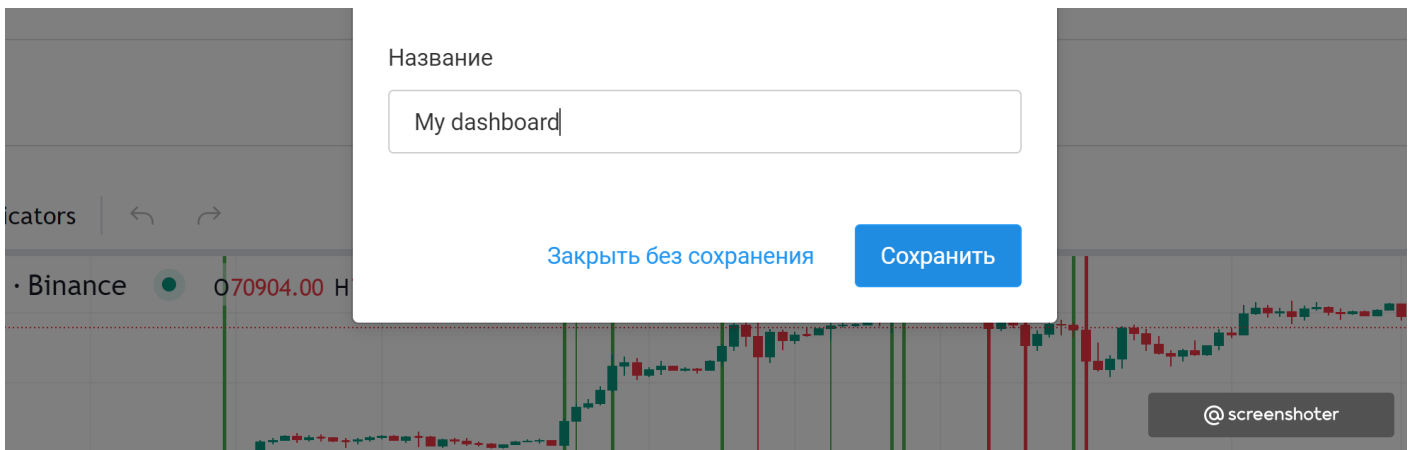 Название
My dashboard
icators
Закрыть без сохранения
Сохранить
· Binance
O70904.00 H
@screenshoter